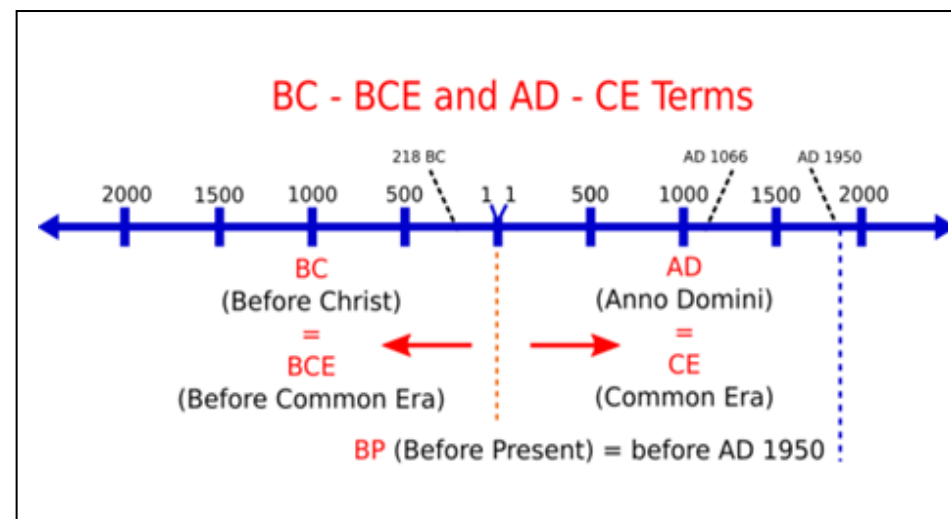 BC - BCE and AD - CE Terms
218 BC AD 1066 AD 1950
2000 1500 1000 500 1 1 500 1000 1500 2000
BC AD
(Before Christ) (Anno Domini)
= =
BCE CE
(Before Common Era) (Common Era)
BP (Before Present) = before AD 1950